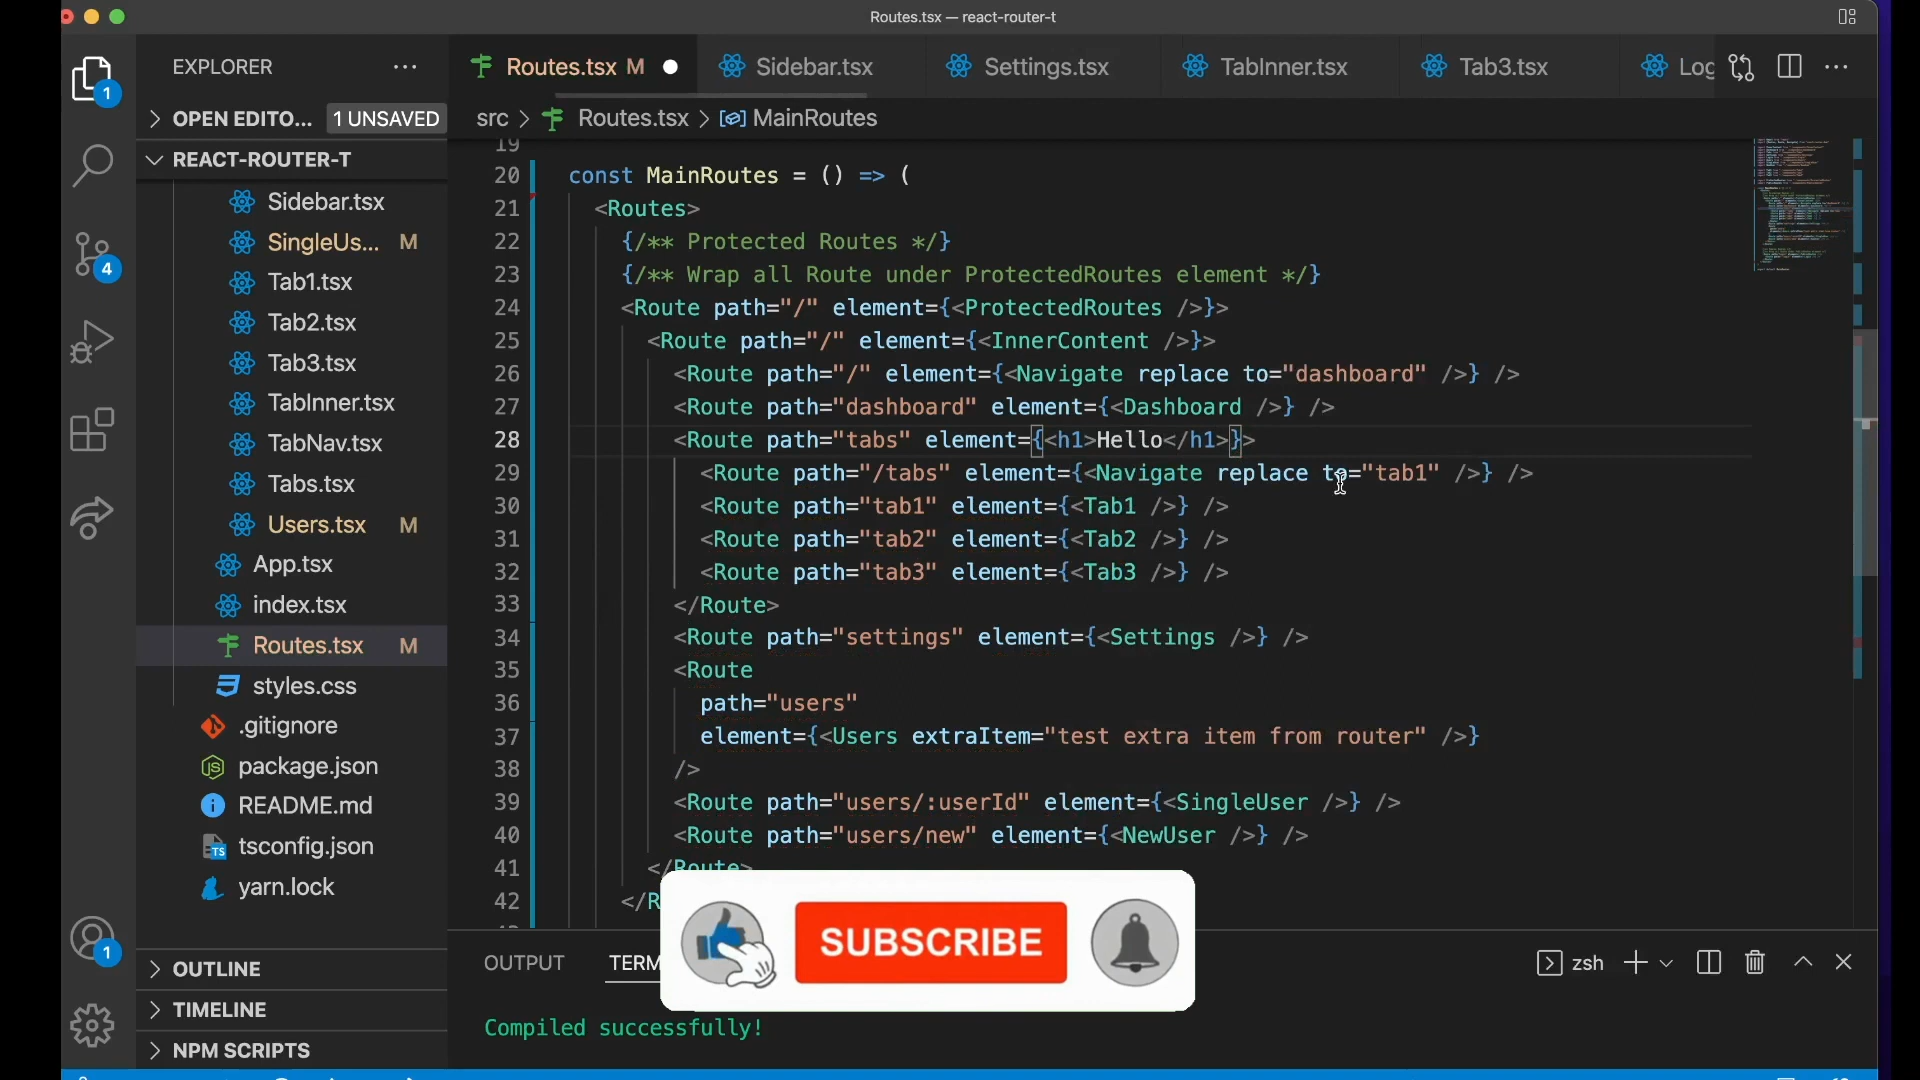 Routes.tsx — react-router-t
EXPLORER
Routes.tsx M
Sidebar.tsx
Settings.tsx
TabInner.tsx
Tab3.tsx
Log
1
OPEN EDITO... 1 UNSAVED
src > Routes.tsx > MainRoutes
REACT-ROUTER-T
Sidebar.tsx
SingleUs... M
4
Tab1.tsx
Tab2.tsx
Tab3.tsx
TabInner.tsx
TabNav.tsx
Tabs.tsx
Users.tsx M
App.tsx
index.tsx
Routes.tsx M
styles.css
.gitignore
package.json
README.md
tsconfig.json
yarn.lock
1
OUTLINE
TIMELINE
NPM SCRIPTS
19
20 const MainRoutes = () => (
21 <Routes>
22 {/** Protected Routes */}
23 {/** Wrap all Route under ProtectedRoutes element */}
24 <Route path="/" element={<ProtectedRoutes />}>
25 <Route path="/" element={<InnerContent />}>
26 <Route path="/" element={<Navigate replace to="dashboard" />} />
27 <Route path="dashboard" element={<Dashboard />} />
28 <Route path="tabs" element={<h1>Hello</h1>}>
29 <Route path="/tabs" element={<Navigate replace to="tab1" />} />
30 <Route path="tab1" element={<Tab1 />} />
31 <Route path="tab2" element={<Tab2 />} />
32 <Route path="tab3" element={<Tab3 />} />
33 </Route>
34 <Route path="settings" element={<Settings />} />
35 <Route
36 path="users"
37 element={<Users extraItem="test extra item from router" />}
38 />
39 <Route path="users/:userId" element={<SingleUser />} />
40 <Route path="users/new" element={<NewUser />} />
41 </Route>
42 </R
SUBSCRIBE
OUTPUT
TERM
zsh
Compiled successfully!